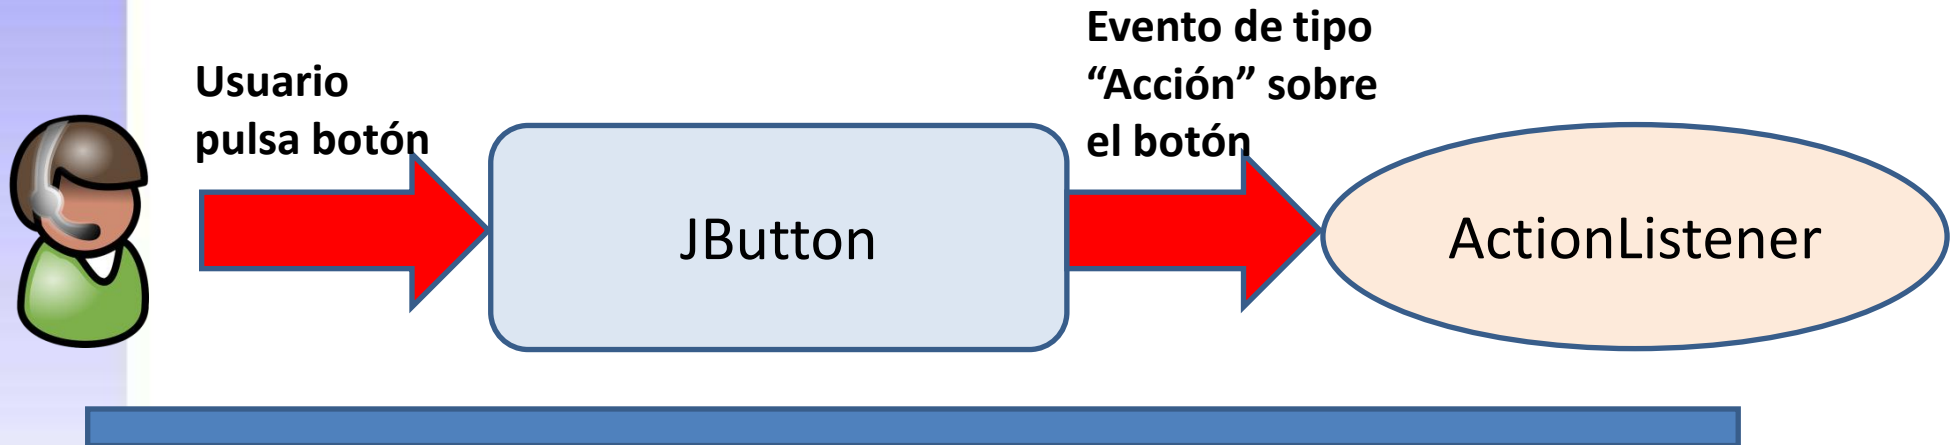 Usuario
pulsa botón
Evento de tipo
“Acción” sobre
el botón
JButton
ActionListener